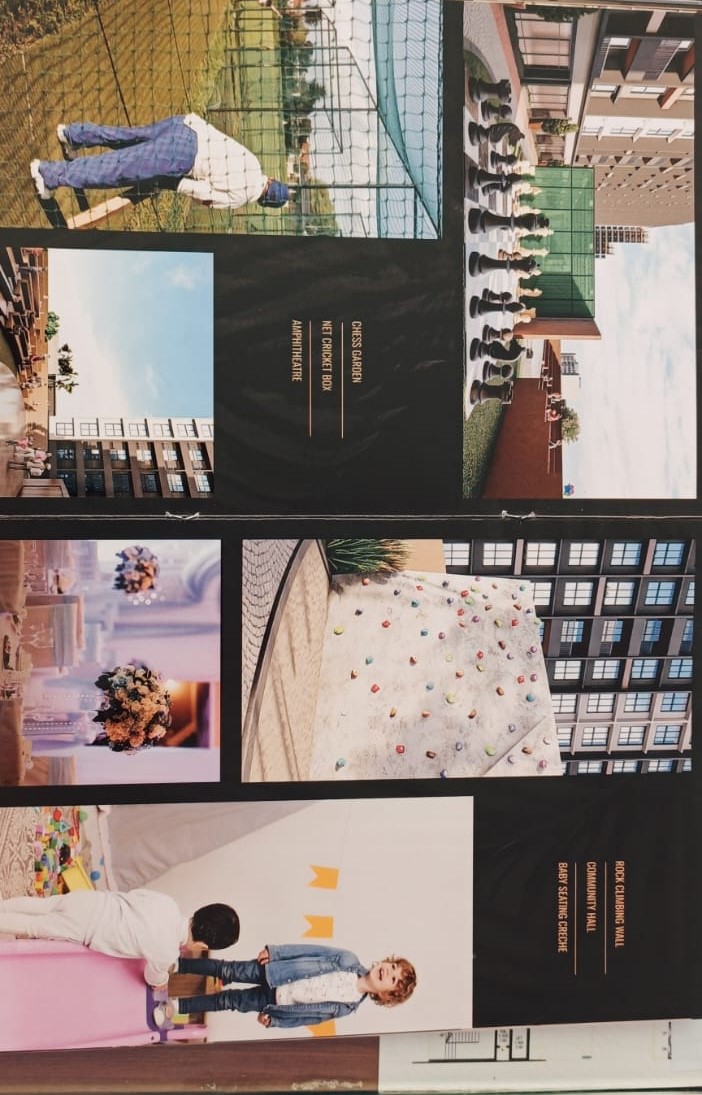 CHESS GARDEN
NET CRICKET BOX
AMPHITHEATRE
ROCK CLIMBING WALL
COMMUNITY HALL
BABY SEATING CRECHE